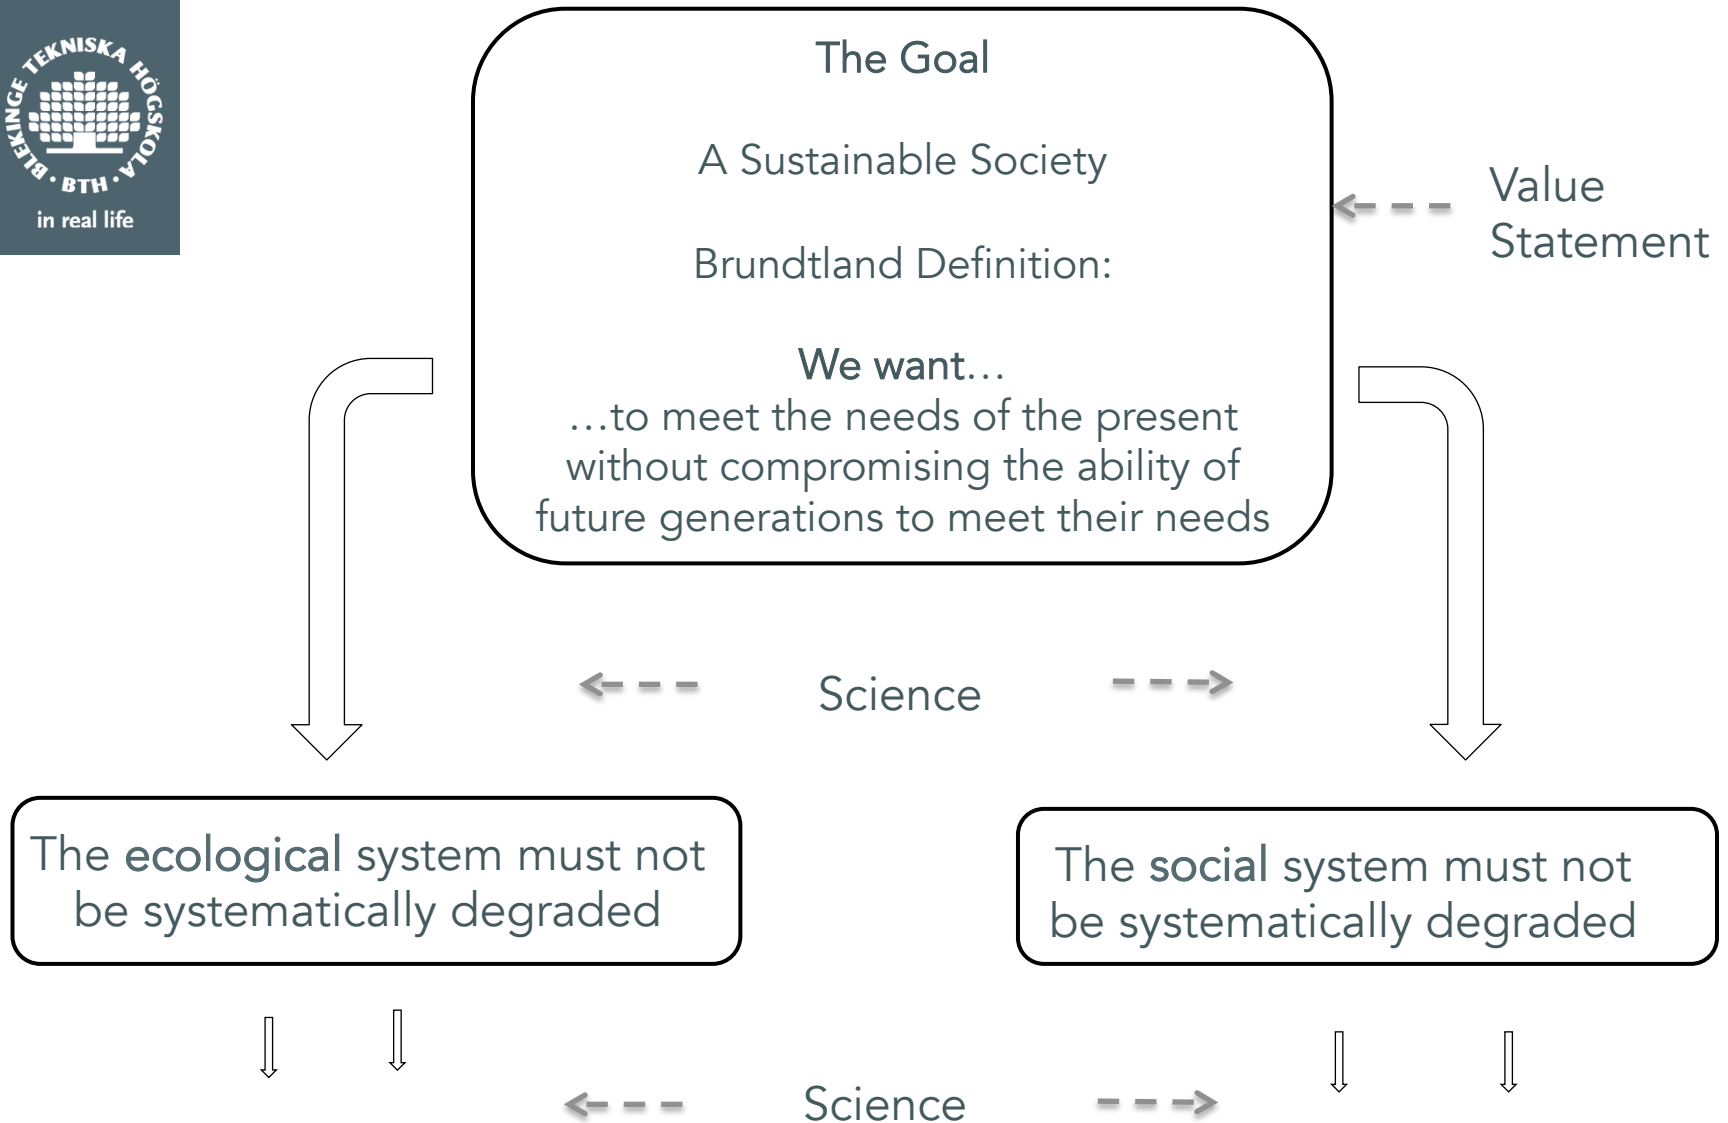 BLEKINGE TEKNISKA HÖGSKOLA
· BTH ·
in real life
The Goal
A Sustainable Society
Brundtland Definition:
We want…
…to meet the needs of the present
without compromising the ability of
future generations to meet their needs
Value
Statement
Science
The ecological system must not
be systematically degraded
The social system must not
be systematically degraded
Science